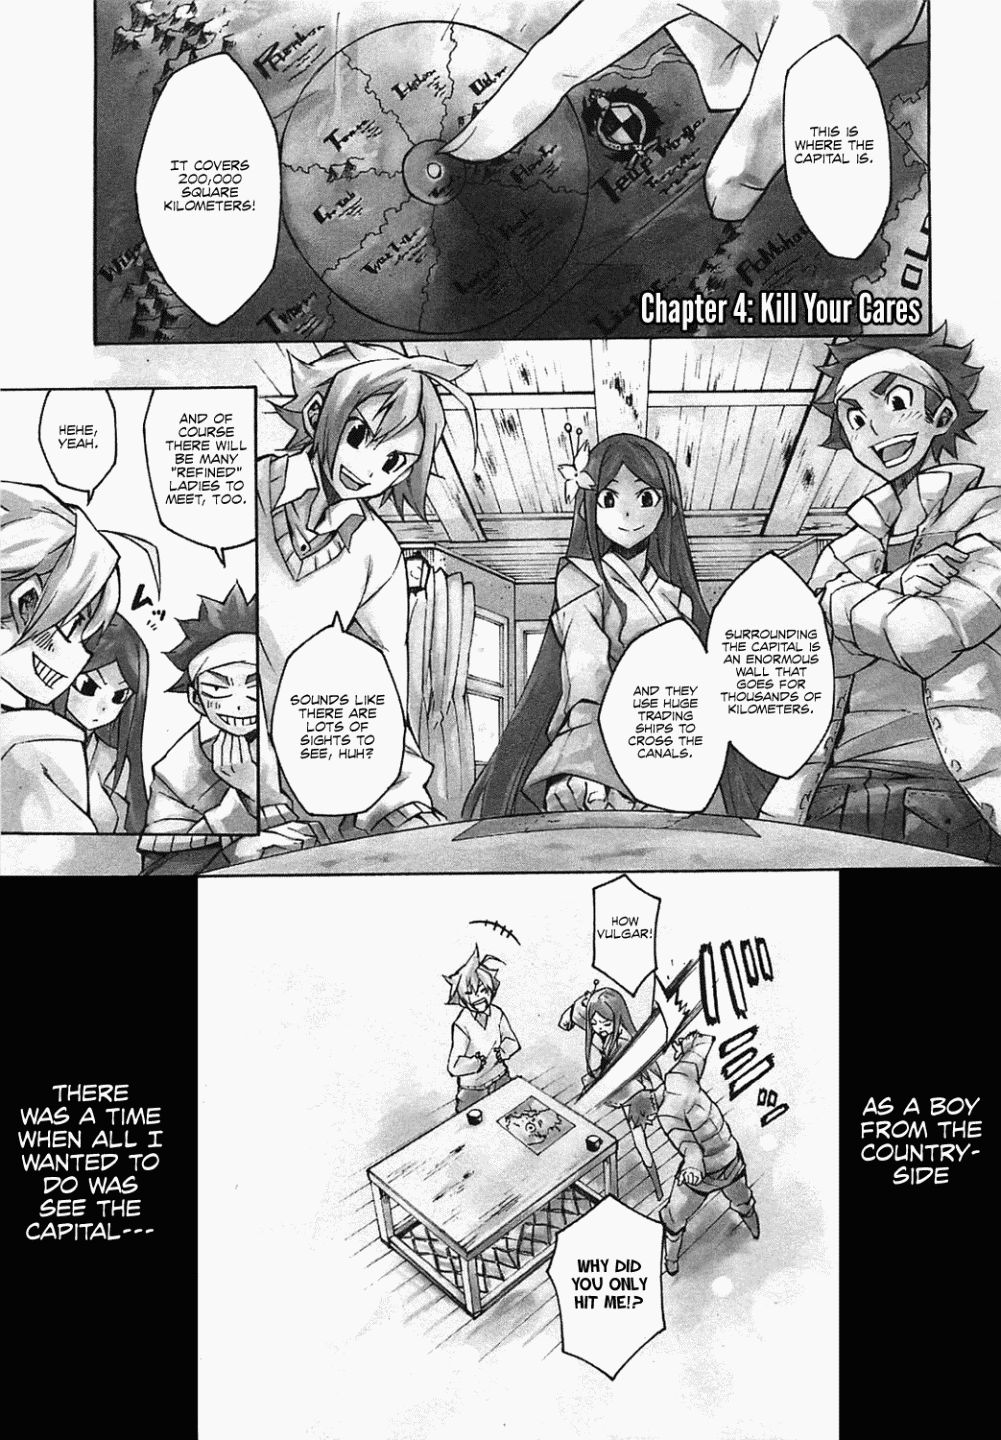 THIS IS
WHERE THE
CAPITAL IS.
IT COVERS
200,000
SQUARE
KILOMETERS!
Chapter 4: Kill Your Cares
SURROUNDING
THE CAPITAL IS
AN ENORMOUS
WALL THAT
GOES FOR
THOUSANDS OF
KILOMETERS.
AND THEY
USE HUGE
TRADING
SHIPS TO
CROSS THE
CANALS.
SOUNDS LIKE
THERE ARE
LOTS OF
SIGHTS TO
SEE, HUH?
AND OF
COURSE
THERE WILL
BE MANY
"REFINED"
LADIES TO
MEET, TOO.
HEHE,
YEAH.
HOW
VULGAR!
WHY DID
YOU ONLY
HIT ME!?
AS A BOY
FROM THE
COUNTRY-
SIDE
THERE
WAS A TIME
WHEN ALL I
WANTED TO
DO WAS
SEE THE
CAPITAL---